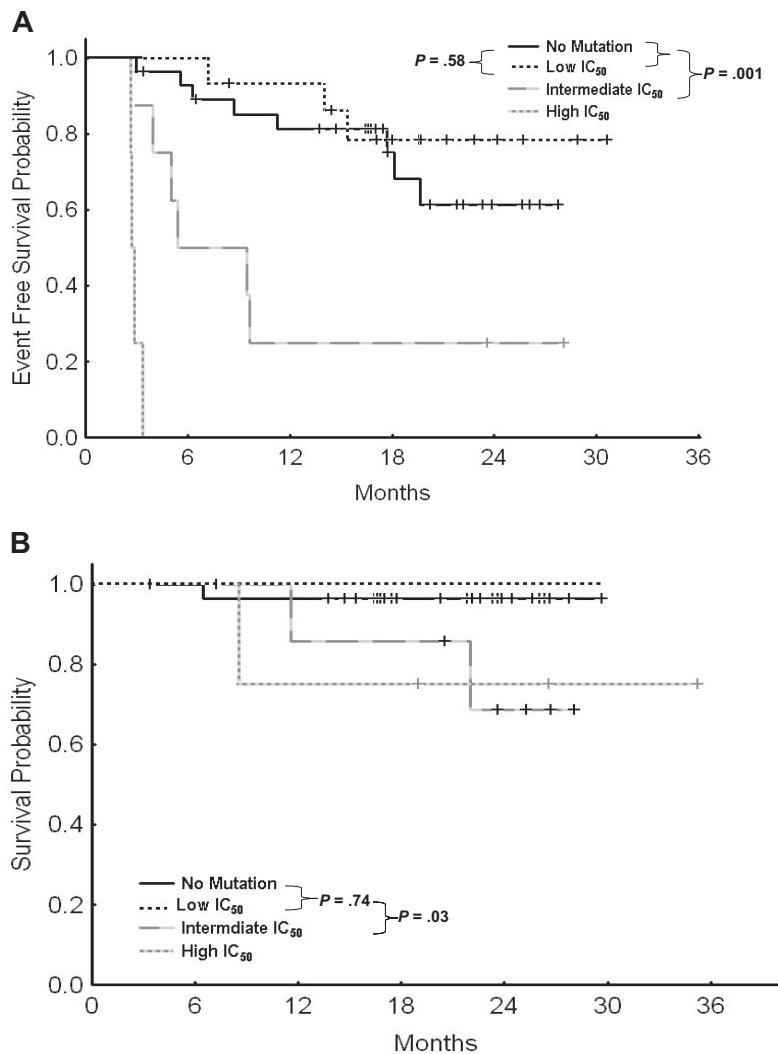 A
Event Free Survival Probability
1.0
0.8
0.6
0.4
0.2
0.0
0 6 12 18 24 30 36
Months
P = .58
No Mutation
Low IC50
Intermediate IC50
High IC50
P = .001
B
Survival Probability
1.0
0.8
0.6
0.4
0.2
0.0
No Mutation
Low IC50
Intermdiate IC50
High IC50
P = .74
P = .03
0 6 12 18 24 30 36
Months